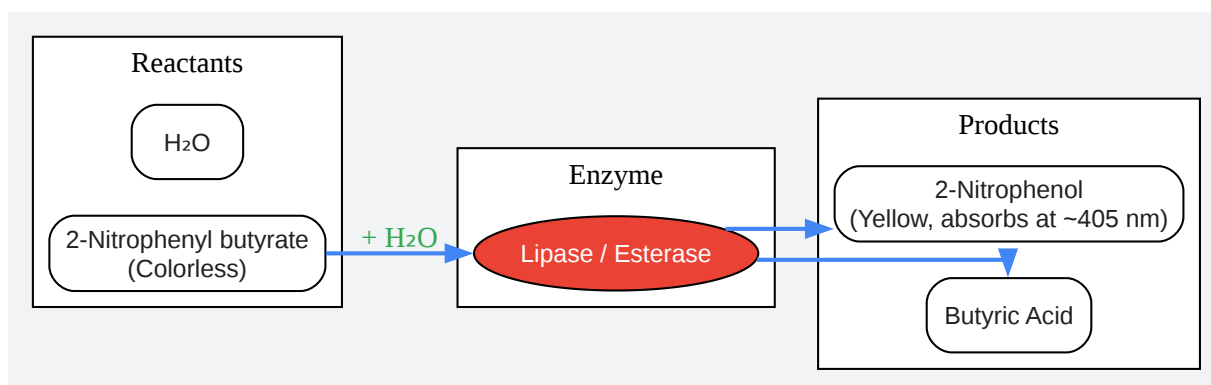 Reactants
H₂O
2-Nitrophenyl butyrate
(Colorless)
+ H₂O
Enzyme
Lipase / Esterase
Products
2-Nitrophenol
(Yellow, absorbs at ~405 nm)
Butyric Acid